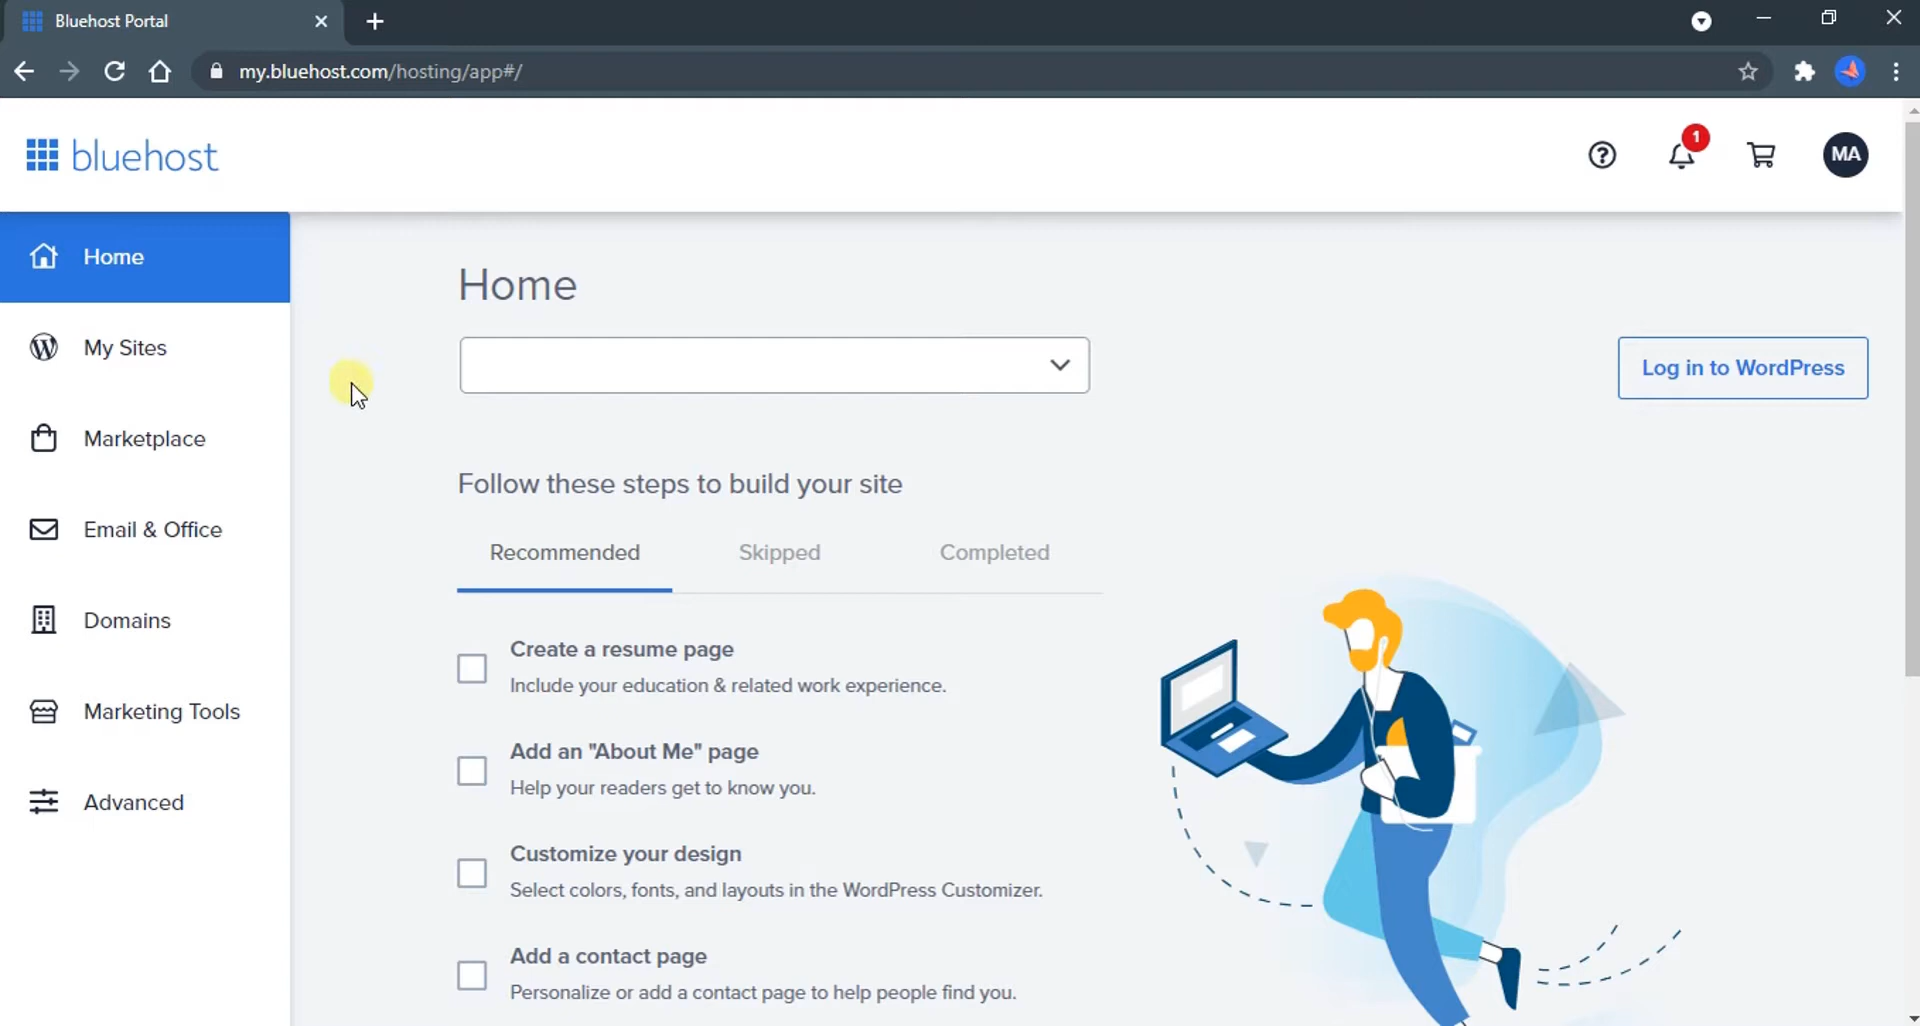 Bluehost Portal
my.bluehost.com/hosting/app#/
bluehost
1
MA
Home
My Sites
Marketplace
Email & Office
Domains
Marketing Tools
Advanced
Home
Log in to WordPress
Follow these steps to build your site
Recommended
Skipped
Completed
Create a resume page
Include your education & related work experience.
Add an "About Me" page
Help your readers get to know you.
Customize your design
Select colors, fonts, and layouts in the WordPress Customizer.
Add a contact page
Personalize or add a contact page to help people find you.